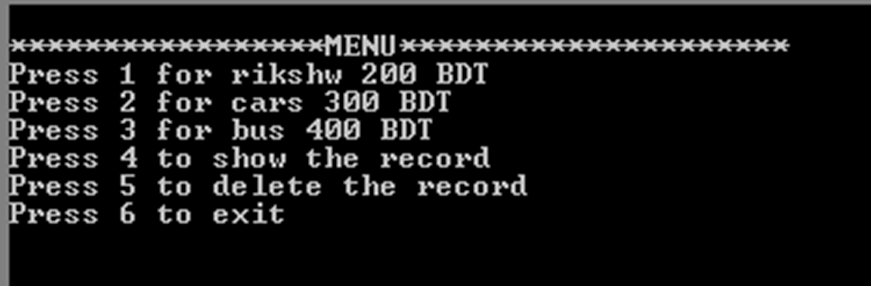 *****************MENU*********************
Press 1 for rikshw 200 BDT
Press 2 for cars 300 BDT
Press 3 for bus 400 BDT
Press 4 to show the record
Press 5 to delete the record
Press 6 to exit